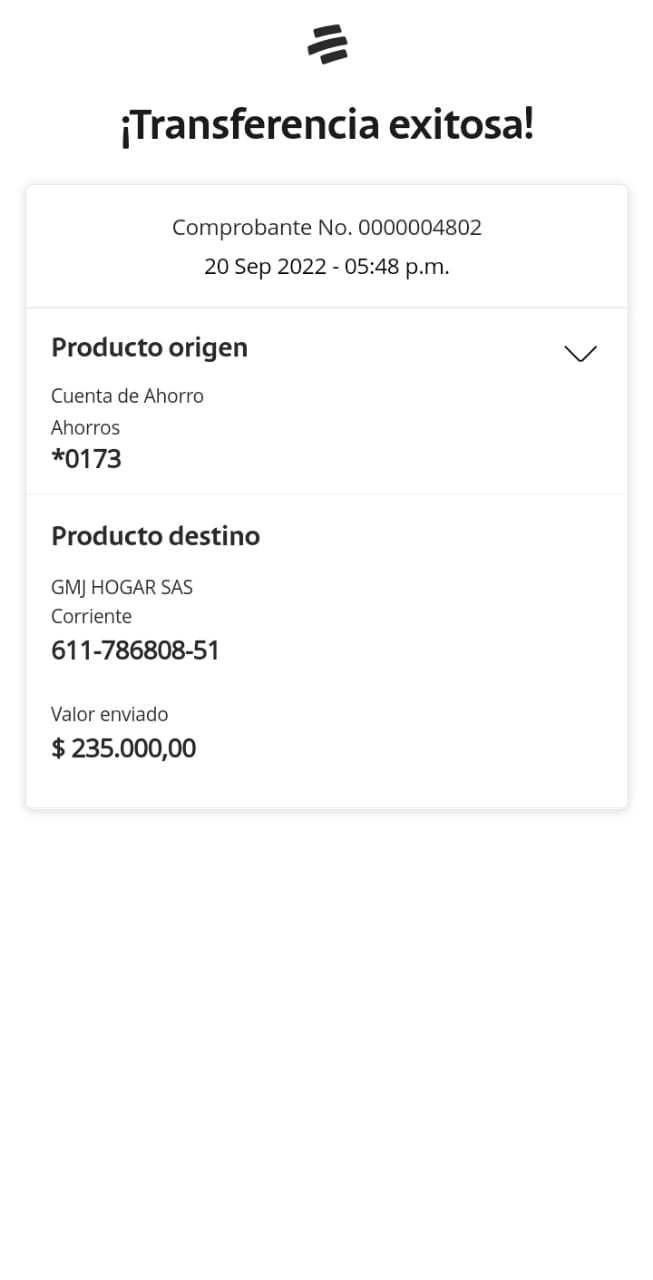 ¡Transferencia exitosa!
Comprobante No. 0000004802
20 Sep 2022 - 05:48 p.m.
Producto origen
Cuenta de Ahorro
Ahorros
*0173
Producto destino
GMJ HOGAR SAS
Corriente
611-786808-51
Valor enviado
$ 235.000,00